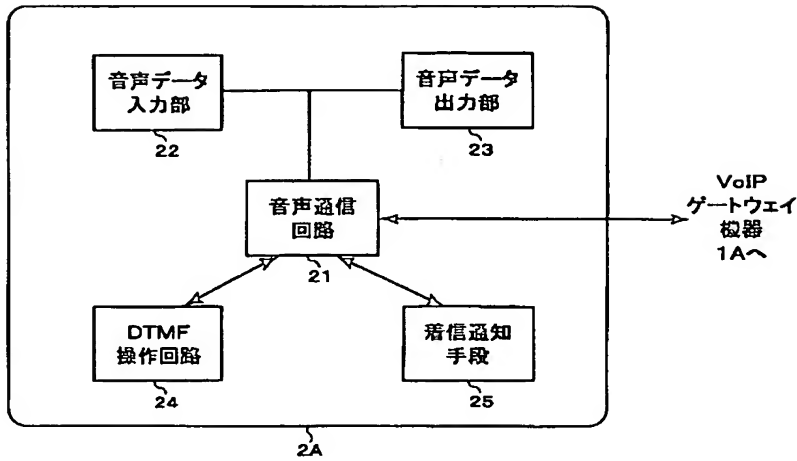 音声データ
入力部
22
音声データ
出力部
23
音声通信
回路
21
VoIP
ゲートウェイ
機器
1Aへ
DTMF
操作回路
24
着信通知
手段
25
2A